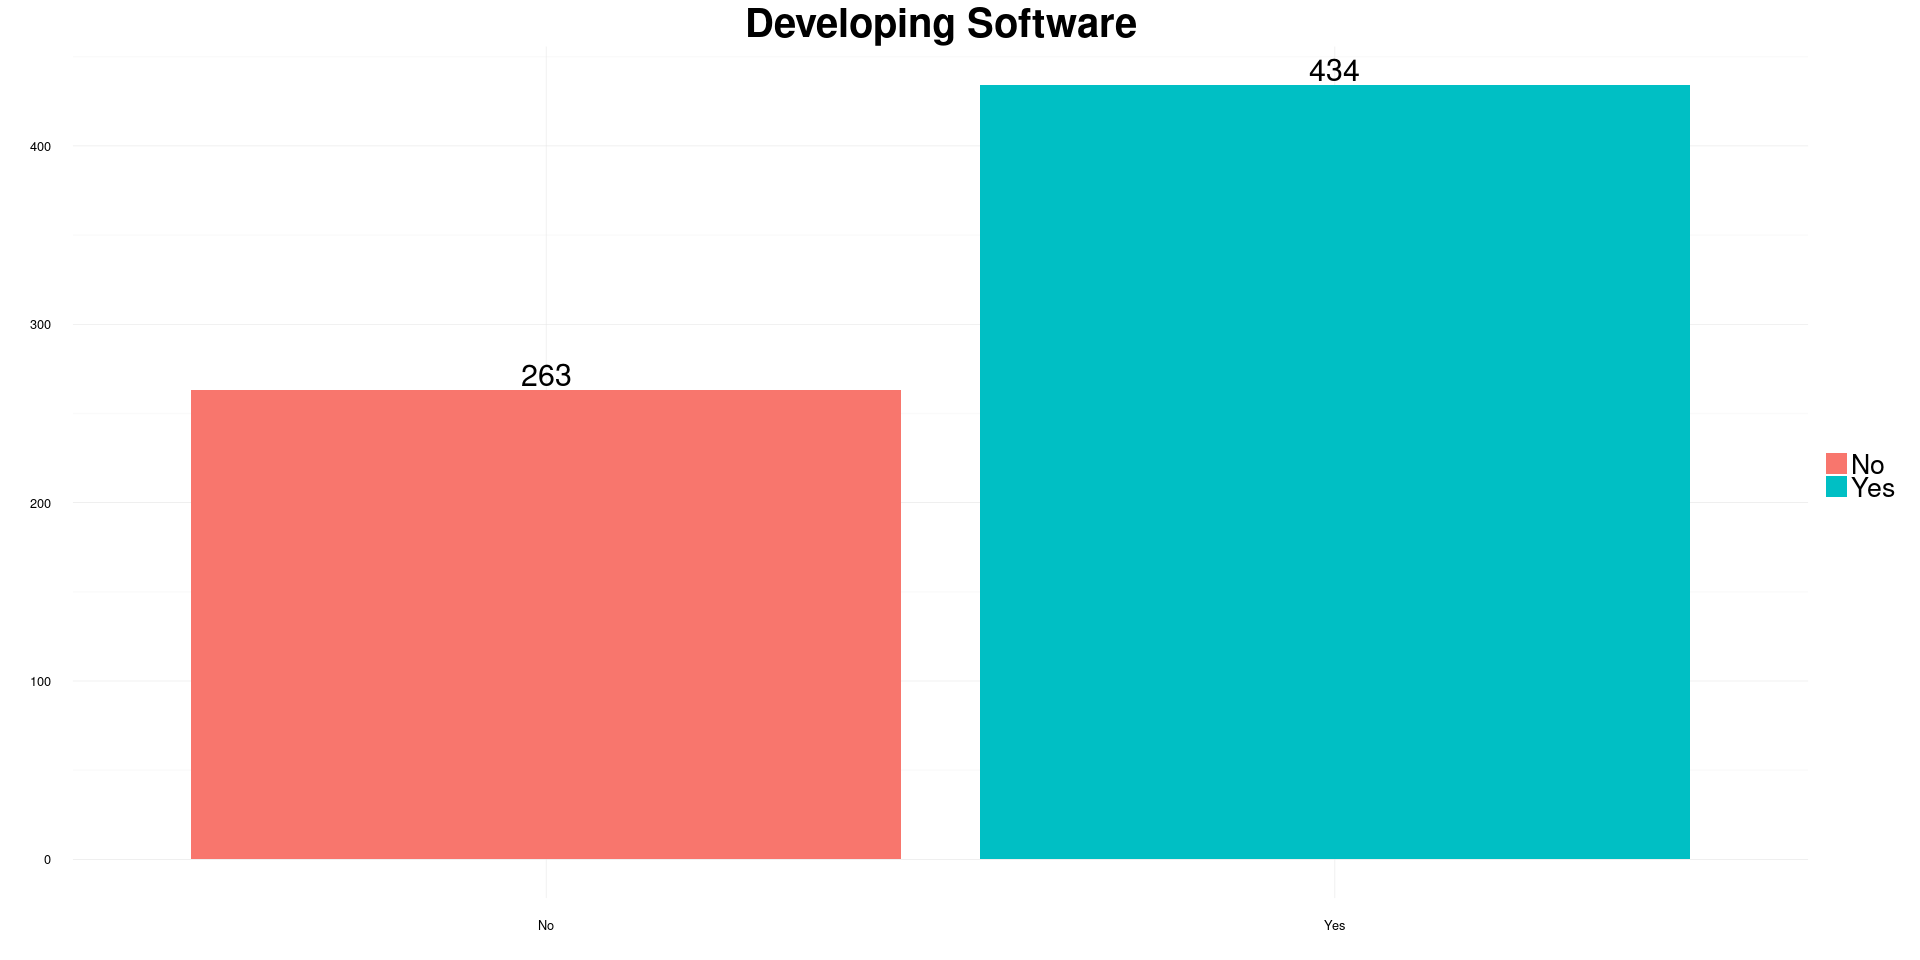 Developing Software
434
400
300
263
No
Yes
200
100
0
No
Yes